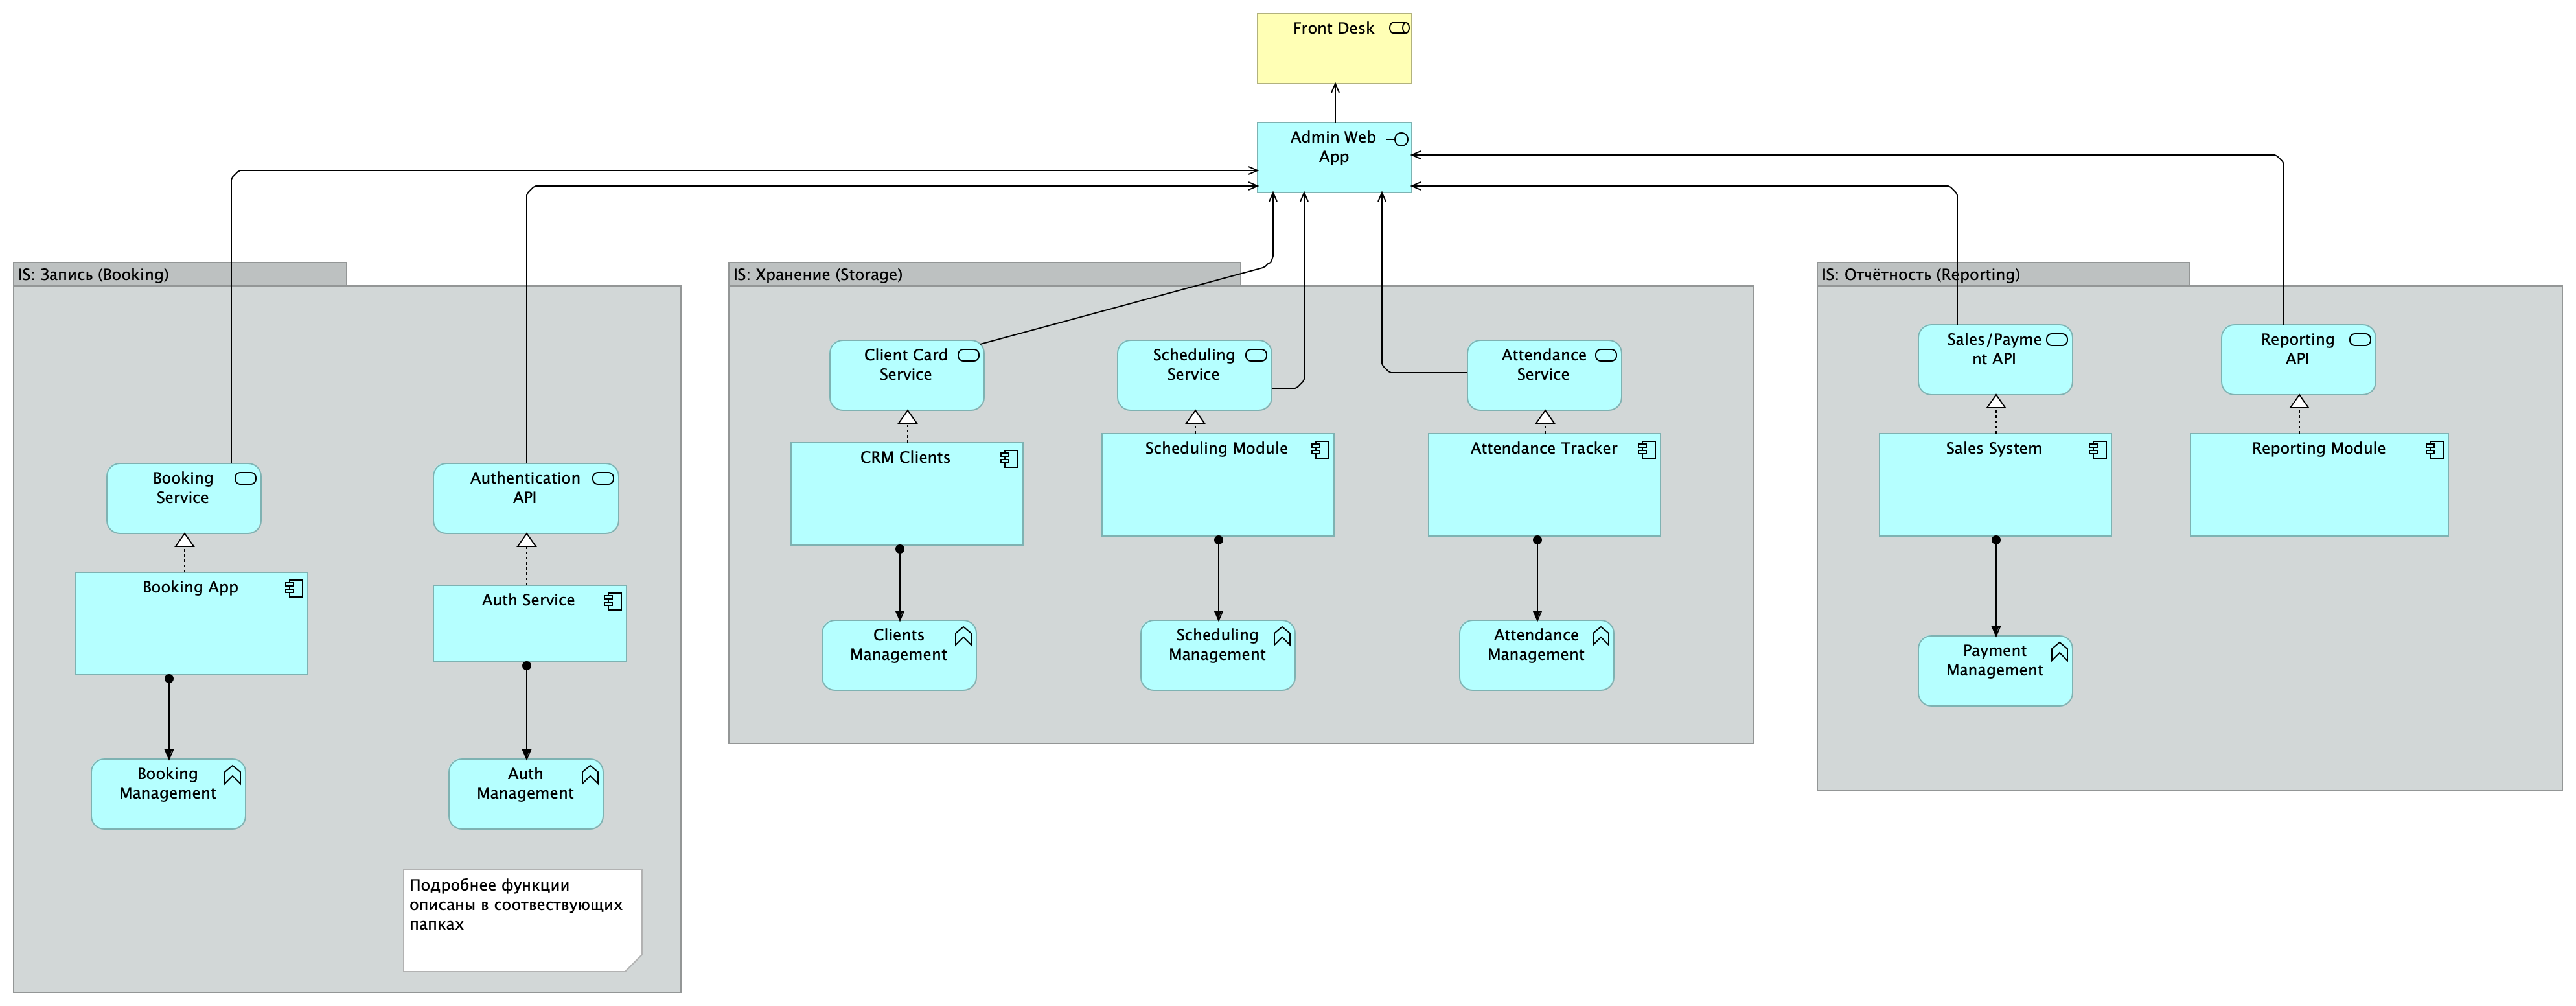 Front Desk
Admin Web
App
IS: Запись (Booking)
Booking
Service
Authentication
API
Booking App
Auth Service
Booking
Management
Auth
Management
Подробнее функции
описаны в соотвествующих
папках
IS: Хранение (Storage)
Client Card
Service
Scheduling
Service
Attendance
Service
CRM Clients
Scheduling Module
Attendance Tracker
Clients
Management
Scheduling
Management
Attendance
Management
IS: Отчётность (Reporting)
Sales/Payme
nt API
Reporting
API
Sales System
Reporting Module
Payment
Management